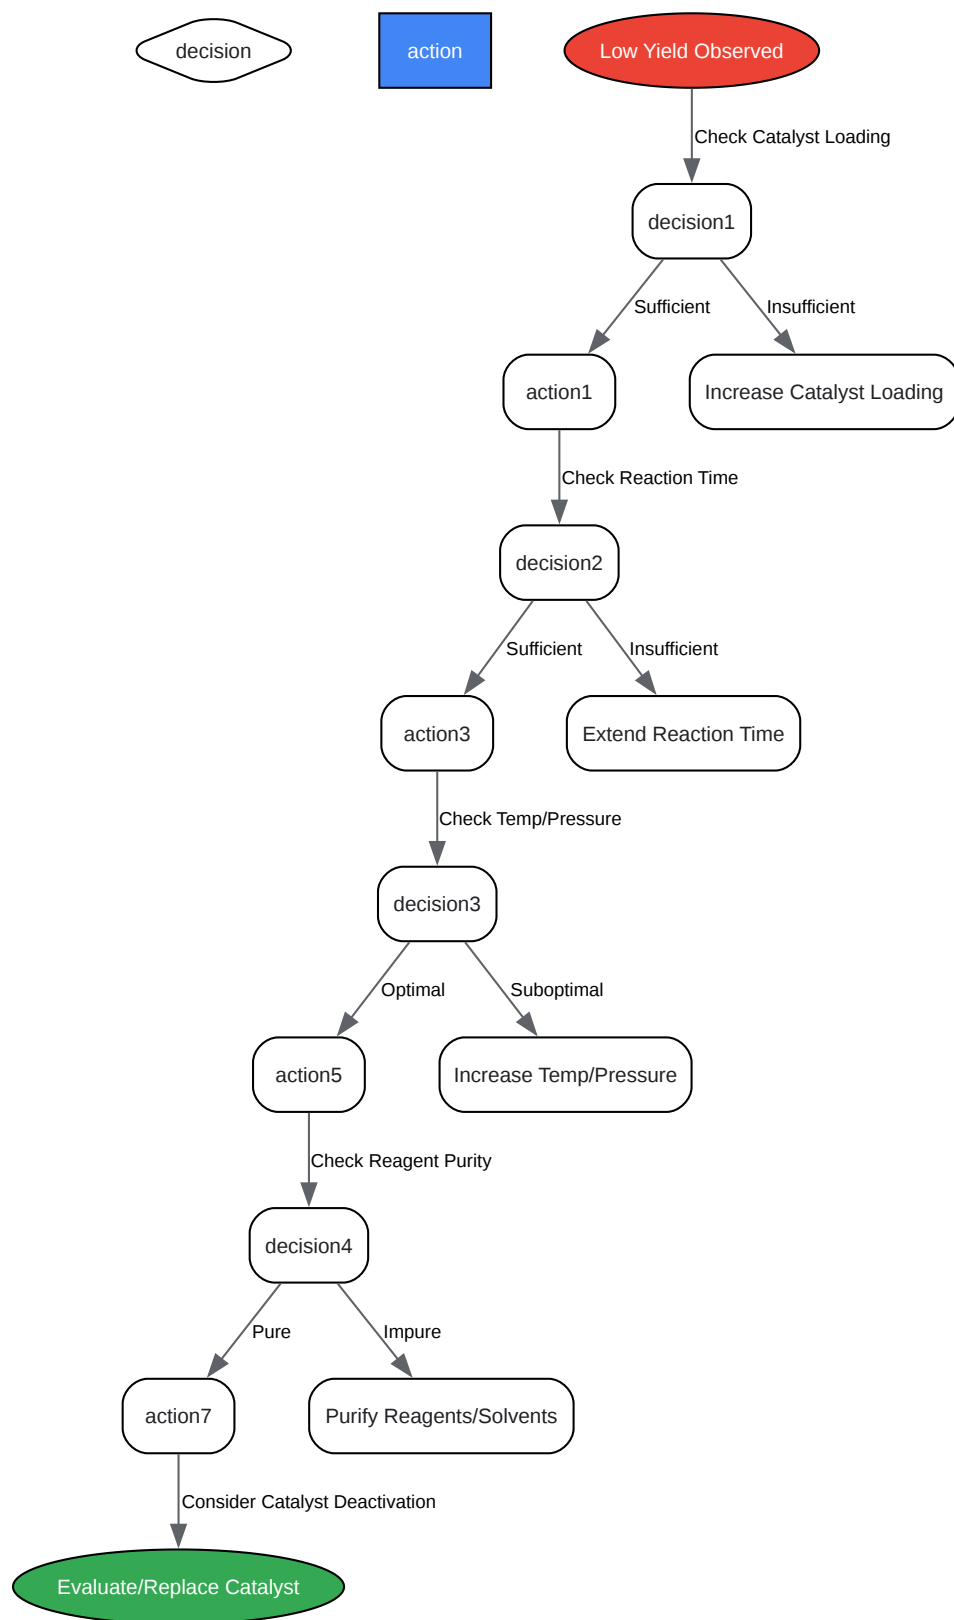 decision
action
Low Yield Observed
Check Catalyst Loading
decision1
Sufficient
Insufficient
action1
Increase Catalyst Loading
Check Reaction Time
decision2
Sufficient
Insufficient
action3
Extend Reaction Time
Check Temp/Pressure
decision3
Optimal
Suboptimal
action5
Increase Temp/Pressure
Check Reagent Purity
decision4
Pure
Impure
action7
Purify Reagents/Solvents
Consider Catalyst Deactivation
Evaluate/Replace Catalyst